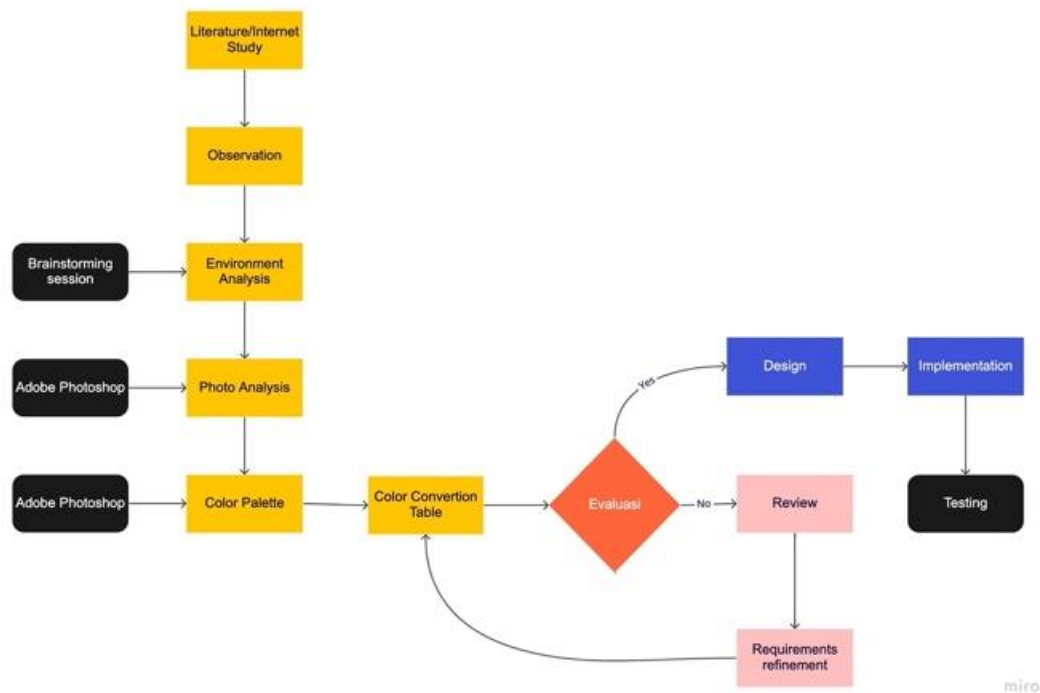 Literature/Internet
Study
Observation
Brainstorming
session
Environment
Analysis
Adobe Photoshop
Photo Analysis
Adobe Photoshop
Color Palette
Color Convertion
Table
Evaluasi
Yes
Design
Implementation
Testing
No
Review
Requirements
refinement
miro